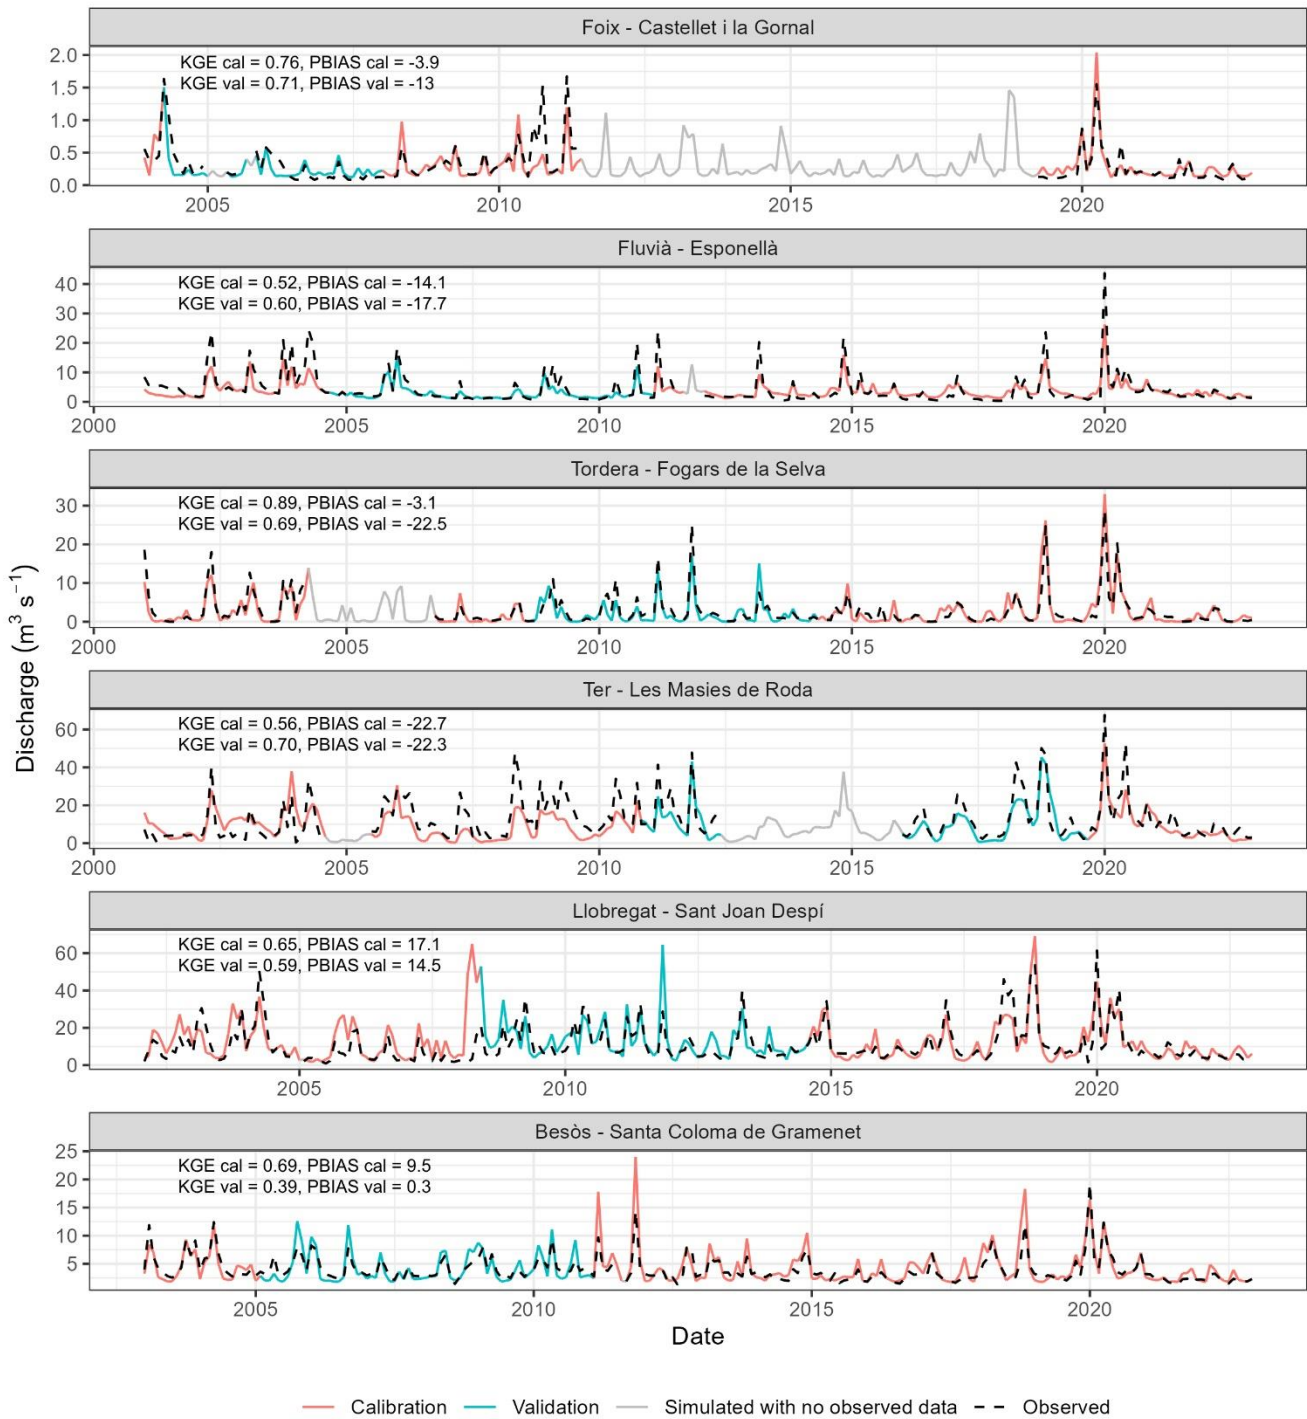 Foix - Castellet i la Gornal
KGE cal = 0.76, PBIAS cal = -3.9
KGE val = 0.71, PBIAS val = -13
2.0
1.5
1.0
0.5
0.0
2005 2010 2015 2020
Fluvià - Esponellà
KGE cal = 0.52, PBIAS cal = -14.1
KGE val = 0.60, PBIAS val = -17.7
40
30
20
10
0
2000 2005 2010 2015 2020
Tordera - Fogars de la Selva
KGE cal = 0.89, PBIAS cal = -3.1
KGE val = 0.69, PBIAS val = -22.5
30
20
10
0
2000 2005 2010 2015 2020
Discharge (m³ s⁻¹)
Ter - Les Masies de Roda
KGE cal = 0.56, PBIAS cal = -22.7
KGE val = 0.70, PBIAS val = -22.3
60
40
20
0
2000 2005 2010 2015 2020
Llobregat - Sant Joan Despí
KGE cal = 0.65, PBIAS cal = 17.1
KGE val = 0.59, PBIAS val = 14.5
60
40
20
0
2005 2010 2015 2020
Besòs - Santa Coloma de Gramenet
KGE cal = 0.69, PBIAS cal = 9.5
KGE val = 0.39, PBIAS val = 0.3
25
20
15
10
5
2005 2010 2015 2020
Date
Calibration Validation Simulated with no observed data Observed